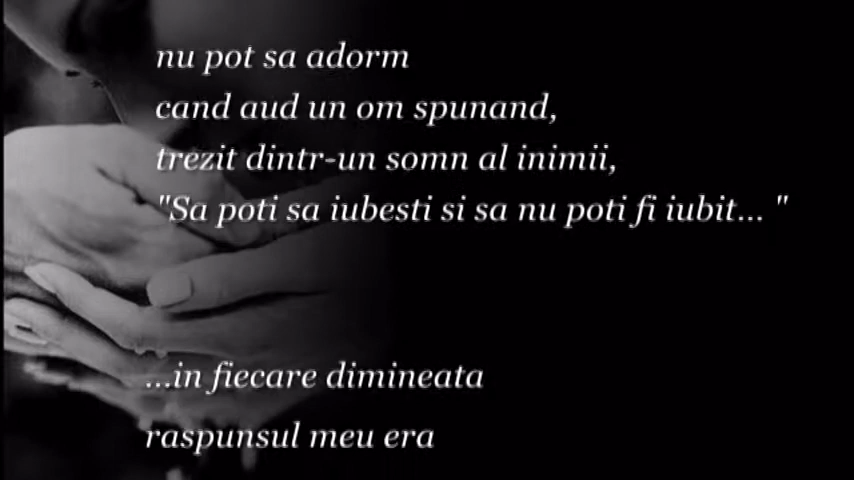 nu pot sa adorm
cand aud un om spunand,
trezit dintr-un somn al inimii,
"Sa poti sa iubesti si sa nu poti fi iubit... "
...in fiecare dimineata
raspunsul meu era